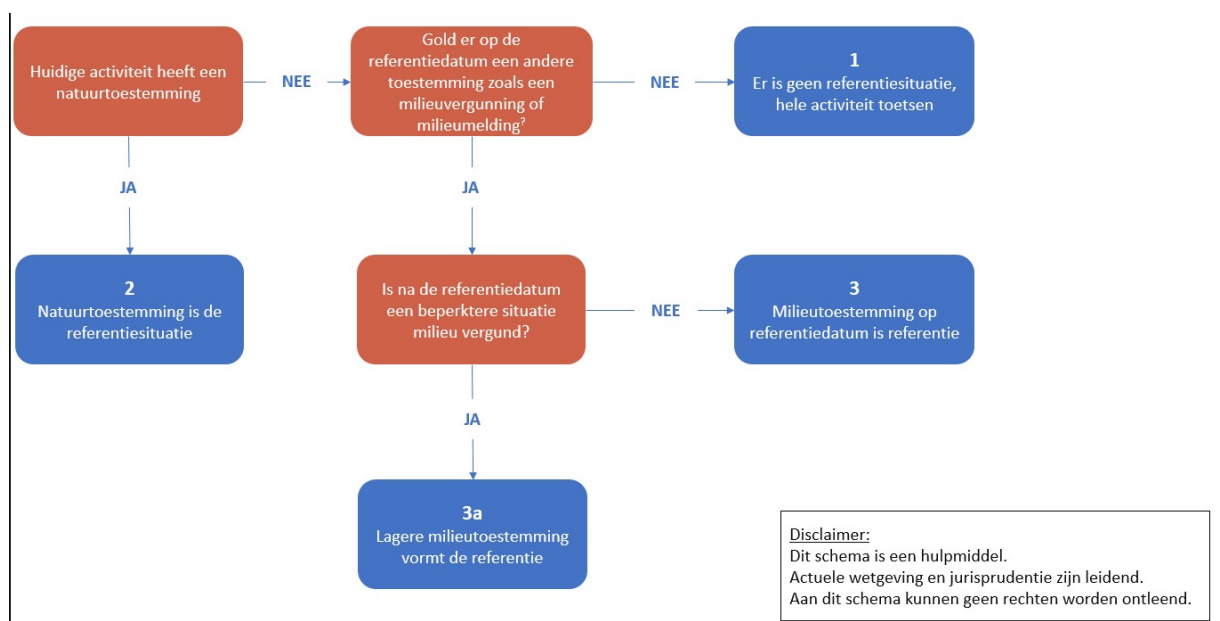 Huidige activiteit heeft een
natuurtoestemming
NEE
Gold er op de
referentiedatum een andere
toestemming zoals een
milieuvergunning of
milieumelding?
NEE
1
Er is geen referentiesituatie,
hele activiteit toetsen
JA
JA
2
Natuurtoestemming is de
referentiesituatie
Is na de referentiedatum
een beperktere situatie
milieu vergund?
NEE
3
Milieutoestemming op
referentiedatum is referentie
JA
3a
Lagere milieutoestemming
vormt de referentie
Disclaimer:
Dit schema is een hulpmiddel.
Actuele wetgeving en jurisprudentie zijn leidend.
Aan dit schema kunnen geen rechten worden ontleend.